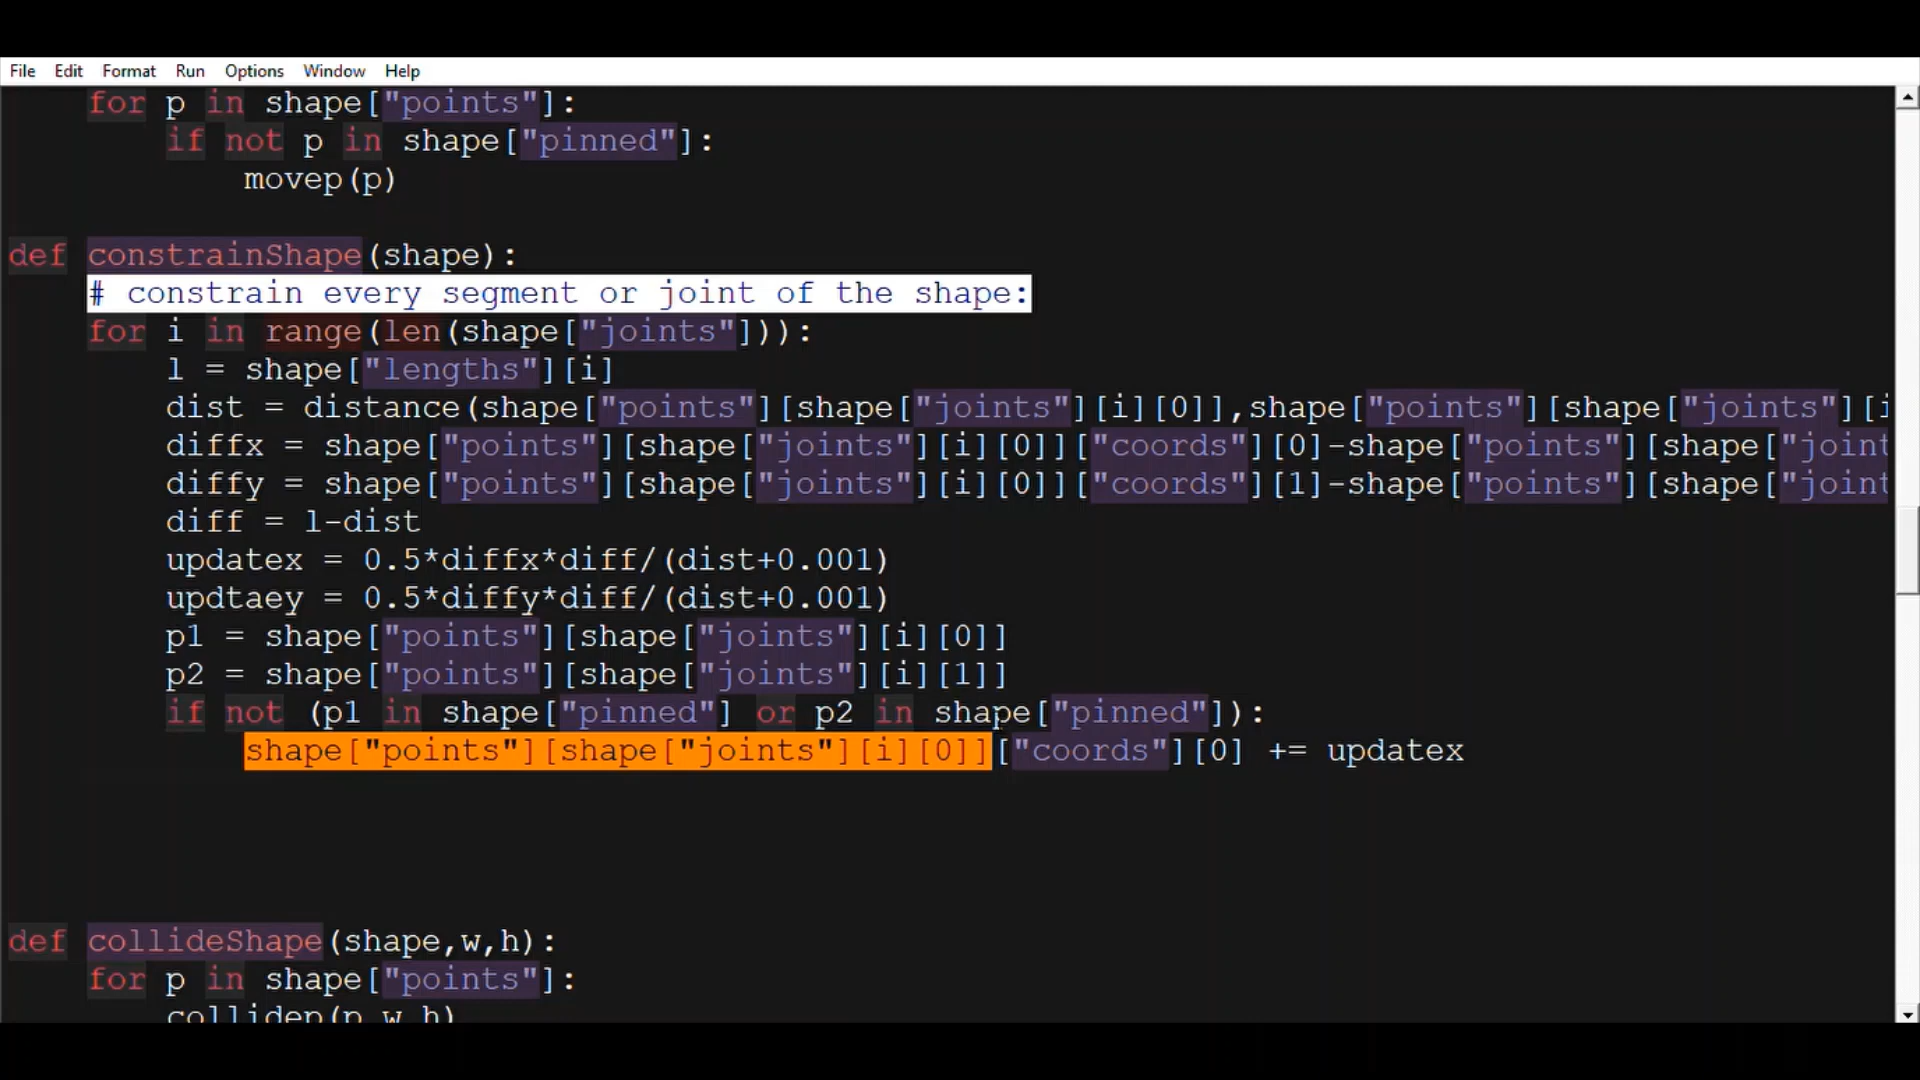 File Edit Format Run Options Window Help
for p in shape["points"]:
if not p in shape["pinned"]:
movep(p)
def constrainShape(shape):
# constrain every segment or joint of the shape:
for i in range(len(shape["joints"])):
l = shape["lengths"][i]
dist = distance(shape["points"][shape["joints"][i][0]],shape["points"][shape["joints"][i
diffx = shape["points"][shape["joints"][i][0]]["coords"][0]-shape["points"][shape["joint
diffy = shape["points"][shape["joints"][i][0]]["coords"][1]-shape["points"][shape["joint
diff = l-dist
updatex = 0.5*diffx*diff/(dist+0.001)
updtaey = 0.5*diffy*diff/(dist+0.001)
p1 = shape["points"][shape["joints"][i][0]]
p2 = shape["points"][shape["joints"][i][1]]
if not (p1 in shape["pinned"] or p2 in shape["pinned"]):
shape["points"][shape["joints"][i][0]]["coords"][0] += updatex
def collideShape(shape,w,h):
for p in shape["points"]:
collidep(p,w,h)